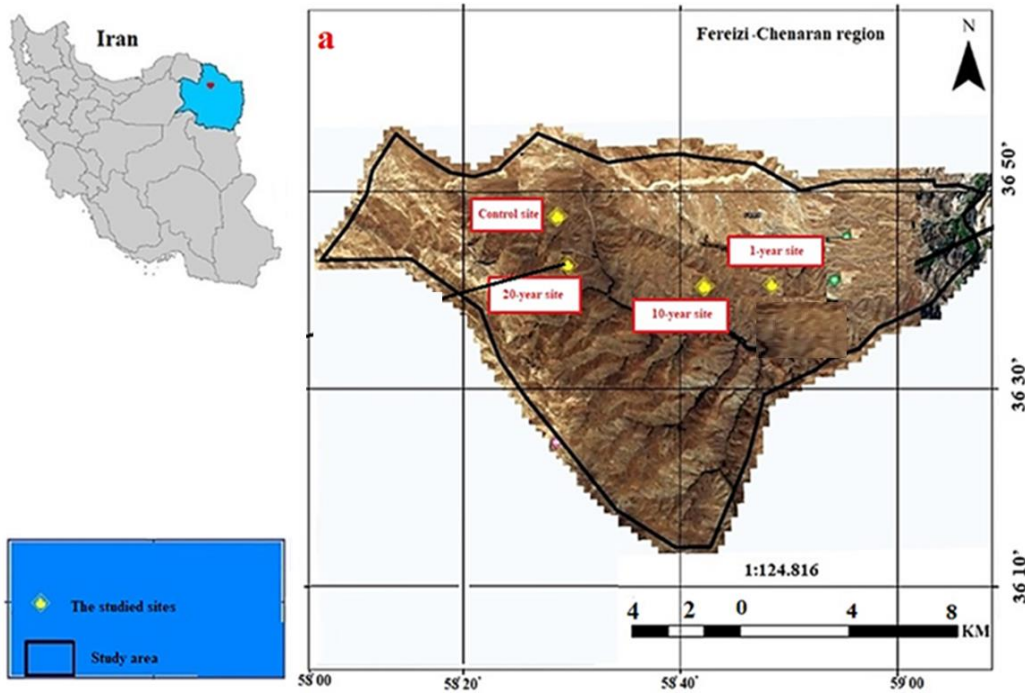 Iran
a
Fereizi -Chenaran region
N
Control site
1-year site
20-year site
10-year site
36 50'
36 30'
36 10'
1:124.816
4 2 0 4 8
KM
The studied sites
Study area
58 00 58 20' 58 40' 59 00'